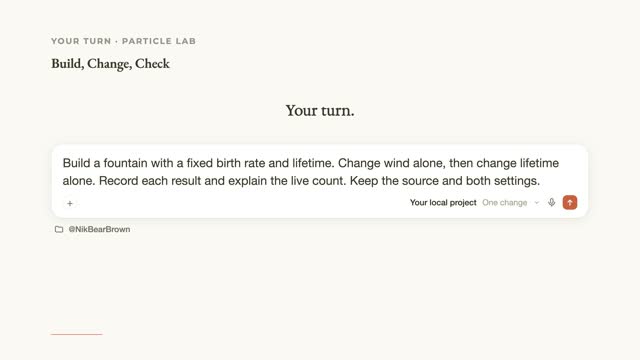 YOUR TURN · PARTICLE LAB
Build, Change, Check
Your turn.
Build a fountain with a fixed birth rate and lifetime. Change wind alone, then change lifetime
alone. Record each result and explain the live count. Keep the source and both settings.
+ Your local project One change
@NikBearBrown